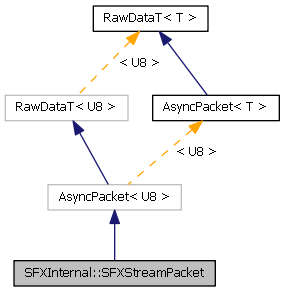 RawDataT< T >
< U8 >
RawDataT< U8 >
AsyncPacket< T >
< U8 >
AsyncPacket< U8 >
SFXInternal::SFXStreamPacket